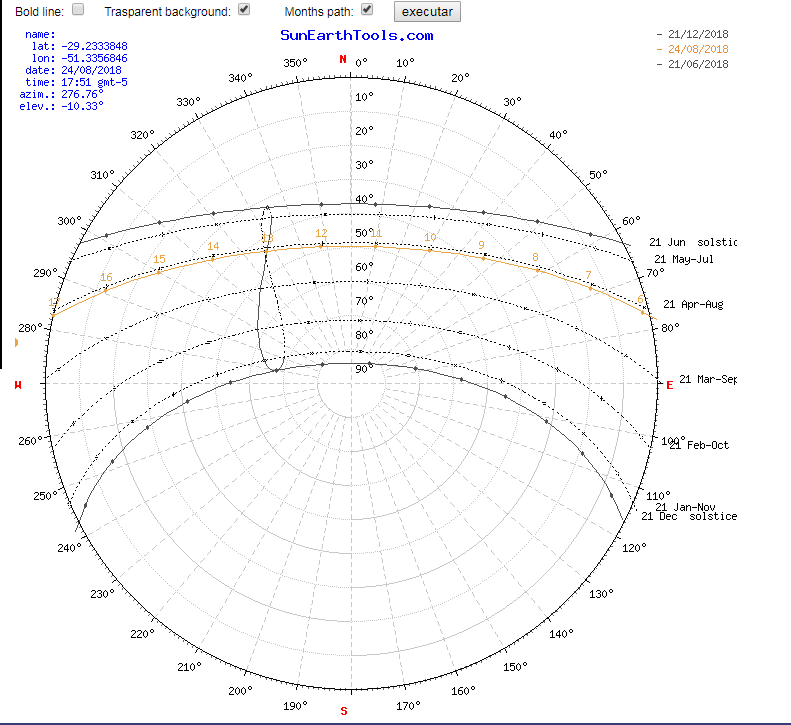 Bold line: Trasparent background: Months path: executar
name:
lat: -29.2333848
lon: -51.3356846
date: 24/08/2018
time: 17:51 gmt-5
azim.: 276.76°
elev.: -10.33°
SunEarthTools.com
- 21/12/2018
- 24/08/2018
- 21/06/2018
N 0° 10°
350° 20°
340° 30°
330° 40°
320° 50°
310° 60°
300° 70°
290° 80°
280°
10°
20°
30°
40°
50°
60°
70°
80°
90°
17 16 15 14 13 12 11 10 9 8 7 6
21 Jun solstic
21 May-Jul
21 Apr-Aug
21 Mar-Sep
21 Feb-Oct
21 Jan-Nov
21 Dec solstice
W E
260° 100°
250° 110°
240° 120°
230° 130°
220° 140°
210° 150°
200° 160°
190° S 170°